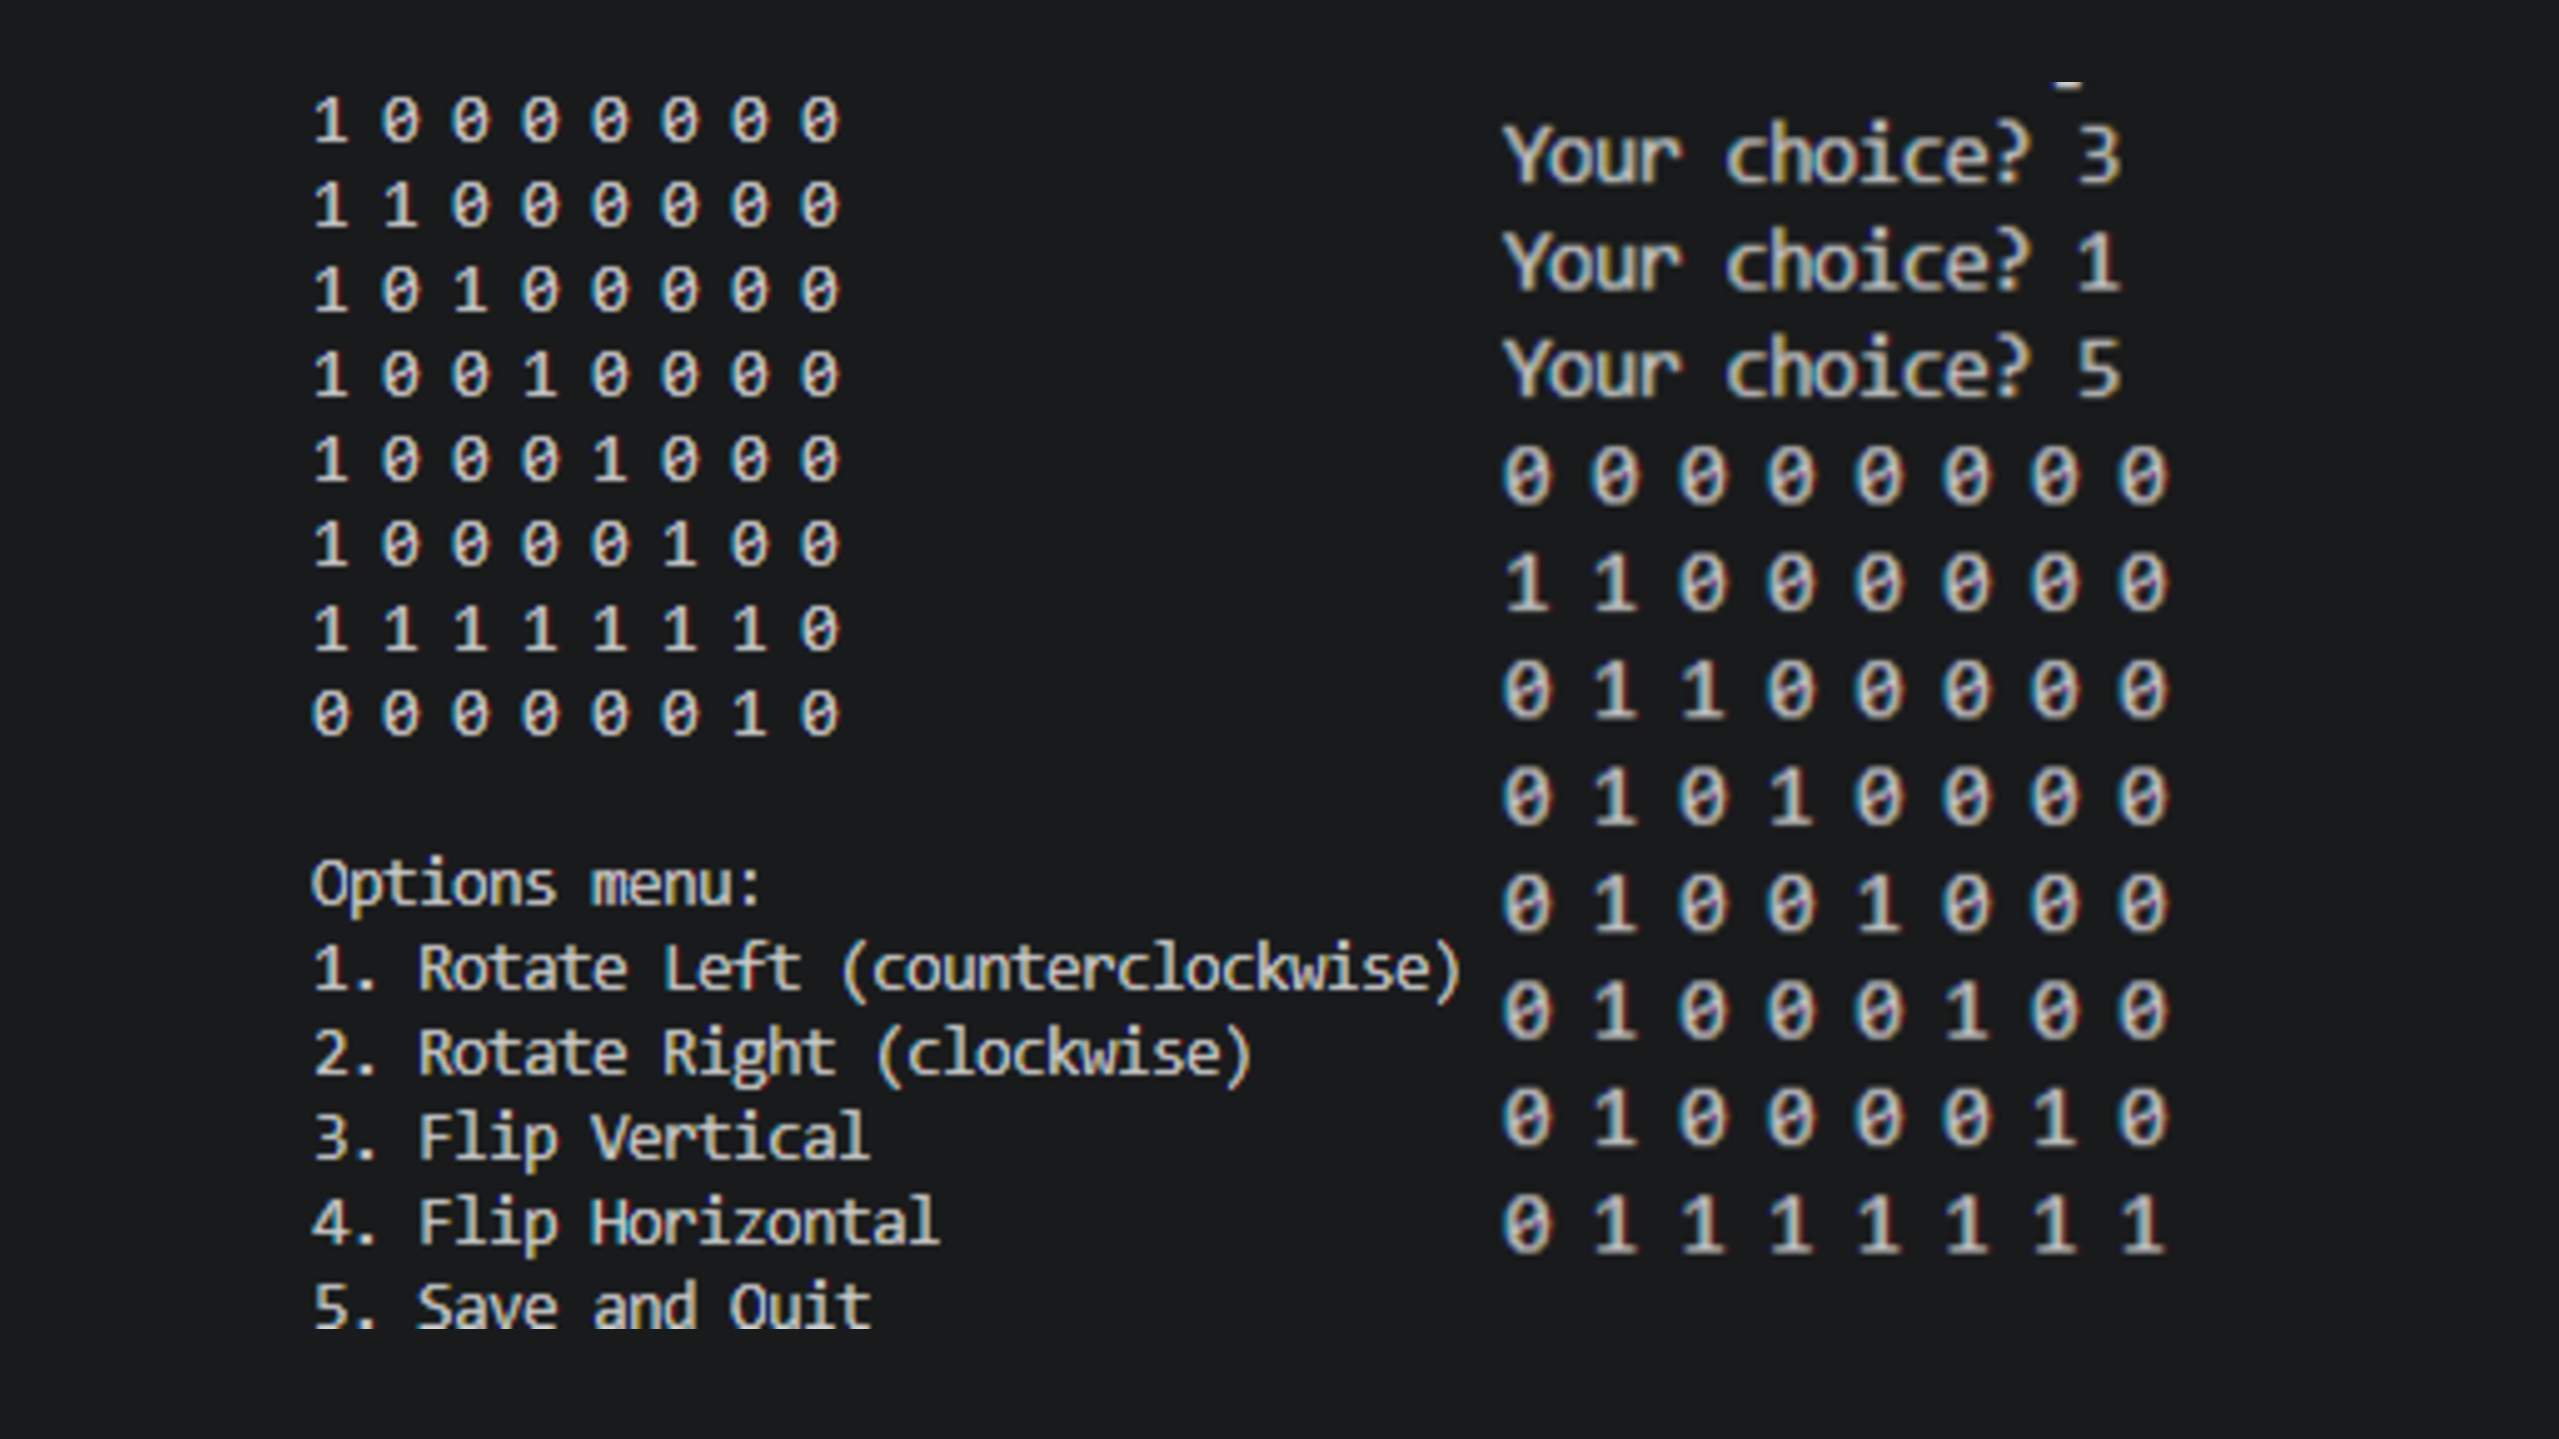 1 0 0 0 0 0 0 0
1 1 0 0 0 0 0 0
1 0 1 0 0 0 0 0
1 0 0 1 0 0 0 0
1 0 0 0 1 0 0 0
1 0 0 0 0 1 0 0
1 1 1 1 1 1 1 0
0 0 0 0 0 0 1 0
Options menu:
1. Rotate Left (counterclockwise)
2. Rotate Right (clockwise)
3. Flip Vertical
4. Flip Horizontal
5. Save and Quit
Your choice? 3
Your choice? 1
Your choice? 5
0 0 0 0 0 0 0 0
1 1 0 0 0 0 0 0
0 1 1 0 0 0 0 0
0 1 0 1 0 0 0 0
0 1 0 0 1 0 0 0
0 1 0 0 0 1 0 0
0 1 0 0 0 0 1 0
0 1 1 1 1 1 1 1